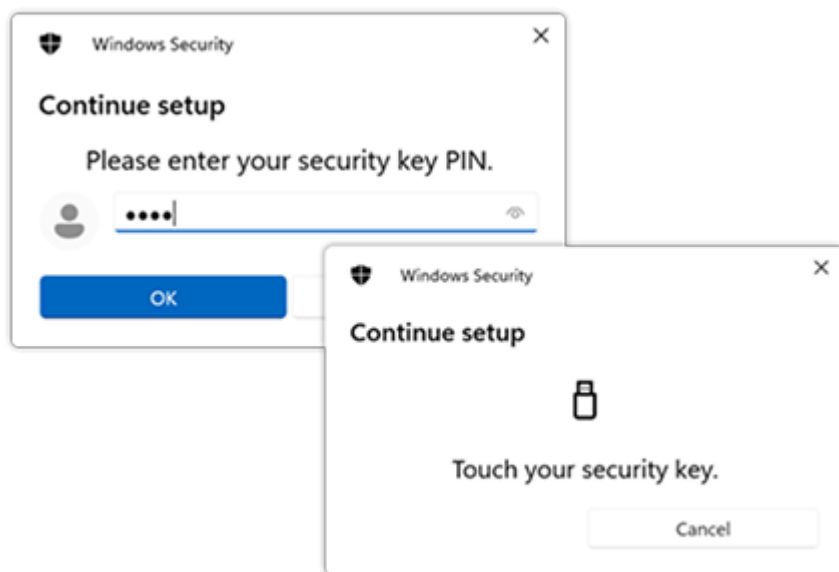 Windows Security
Continue setup
Please enter your security key PIN.
••••
OK
Windows Security
Continue setup
Touch your security key.
Cancel